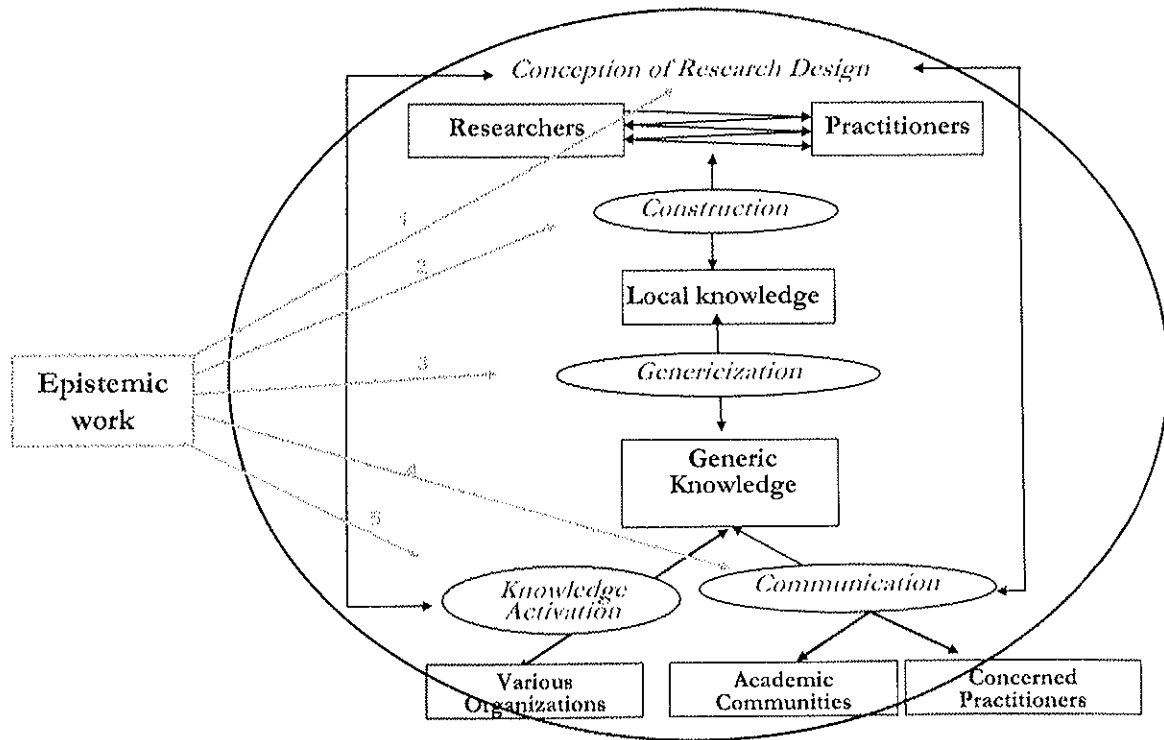 Conception of Research Design
Researchers
Practitioners
1
Construction
2
Local knowledge
3
Genericization
Epistemic
work
4
Generic
Knowledge
5
Knowledge
Activation
Communication
Various
Organizations
Academic
Communities
Concerned
Practitioners